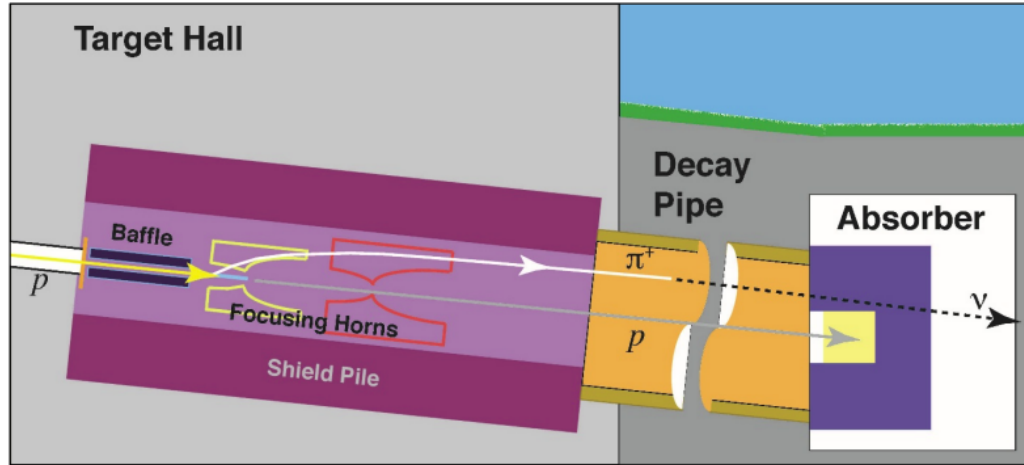 Target Hall
Decay
Pipe
Absorber
Baffle
p
π⁺
ν
Focusing Horns
p
Shield Pile